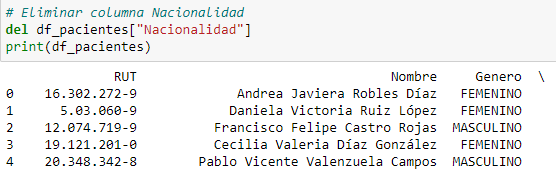 # Eliminar columna Nacionalidad
del df_pacientes["Nacionalidad"]
print(df_pacientes)
RUT Nombre Genero \
0 16.302.272-9 Andrea Javiera Robles Díaz FEMENINO
1 5.03.060-9 Daniela Victoria Ruiz López FEMENINO
2 12.074.719-9 Francisco Felipe Castro Rojas MASCULINO
3 19.121.201-0 Cecilia Valeria Díaz González FEMENINO
4 20.348.342-8 Pablo Vicente Valenzuela Campos MASCULINO